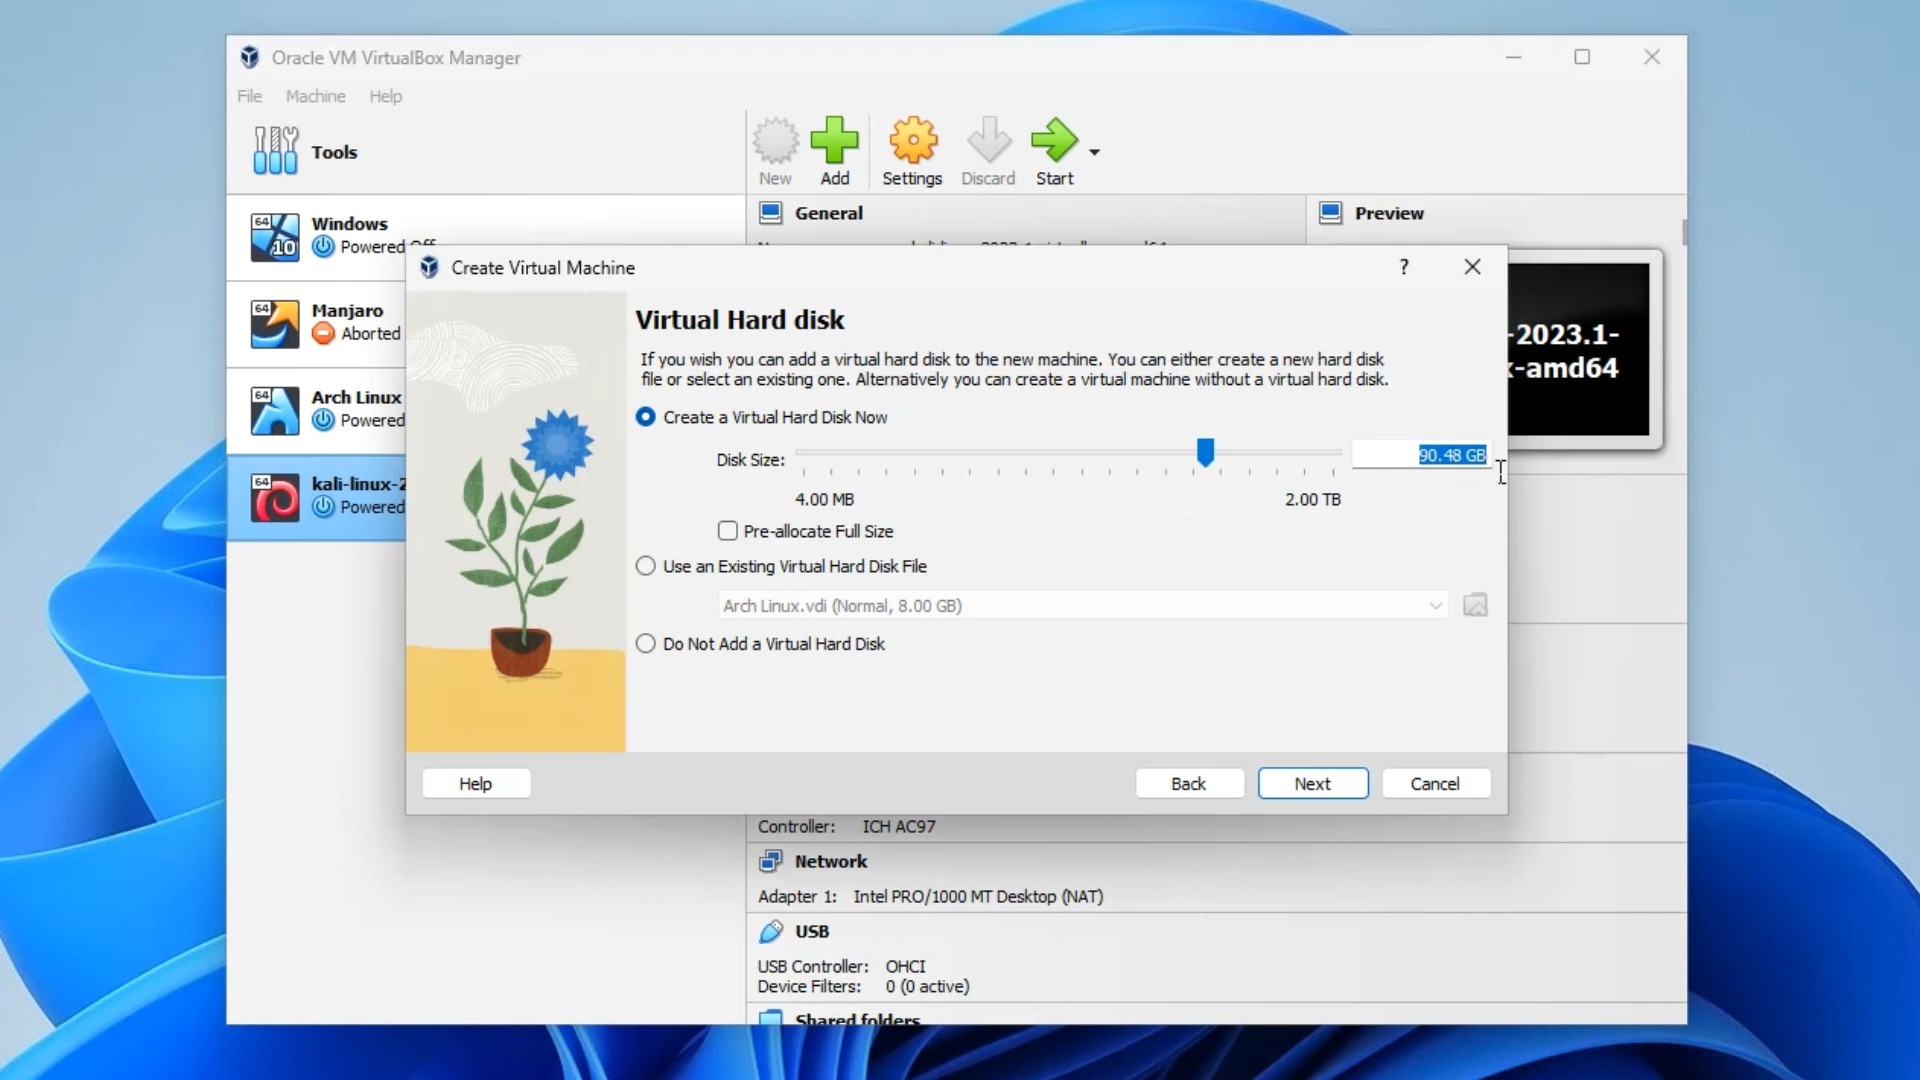 Oracle VM VirtualBox Manager
File Machine Help
Tools
New Add Settings Discard Start
General
Preview
64
10
Windows
Powered Off
64
Manjaro
Aborted
64
Arch Linux
Powered
64
kali-linux-2
Powered
-2023.1-
-amd64
Create Virtual Machine
?
Virtual Hard disk
If you wish you can add a virtual hard disk to the new machine. You can either create a new hard disk
file or select an existing one. Alternatively you can create a virtual machine without a virtual hard disk.
Create a Virtual Hard Disk Now
Disk Size:
90.48 GB
4.00 MB 2.00 TB
Pre-allocate Full Size
Use an Existing Virtual Hard Disk File
Arch Linux.vdi (Normal, 8.00 GB)
Do Not Add a Virtual Hard Disk
Help Back Next Cancel
Controller: ICH AC97
Network
Adapter 1: Intel PRO/1000 MT Desktop (NAT)
USB
USB Controller: OHCI
Device Filters: 0 (0 active)
Shared folders